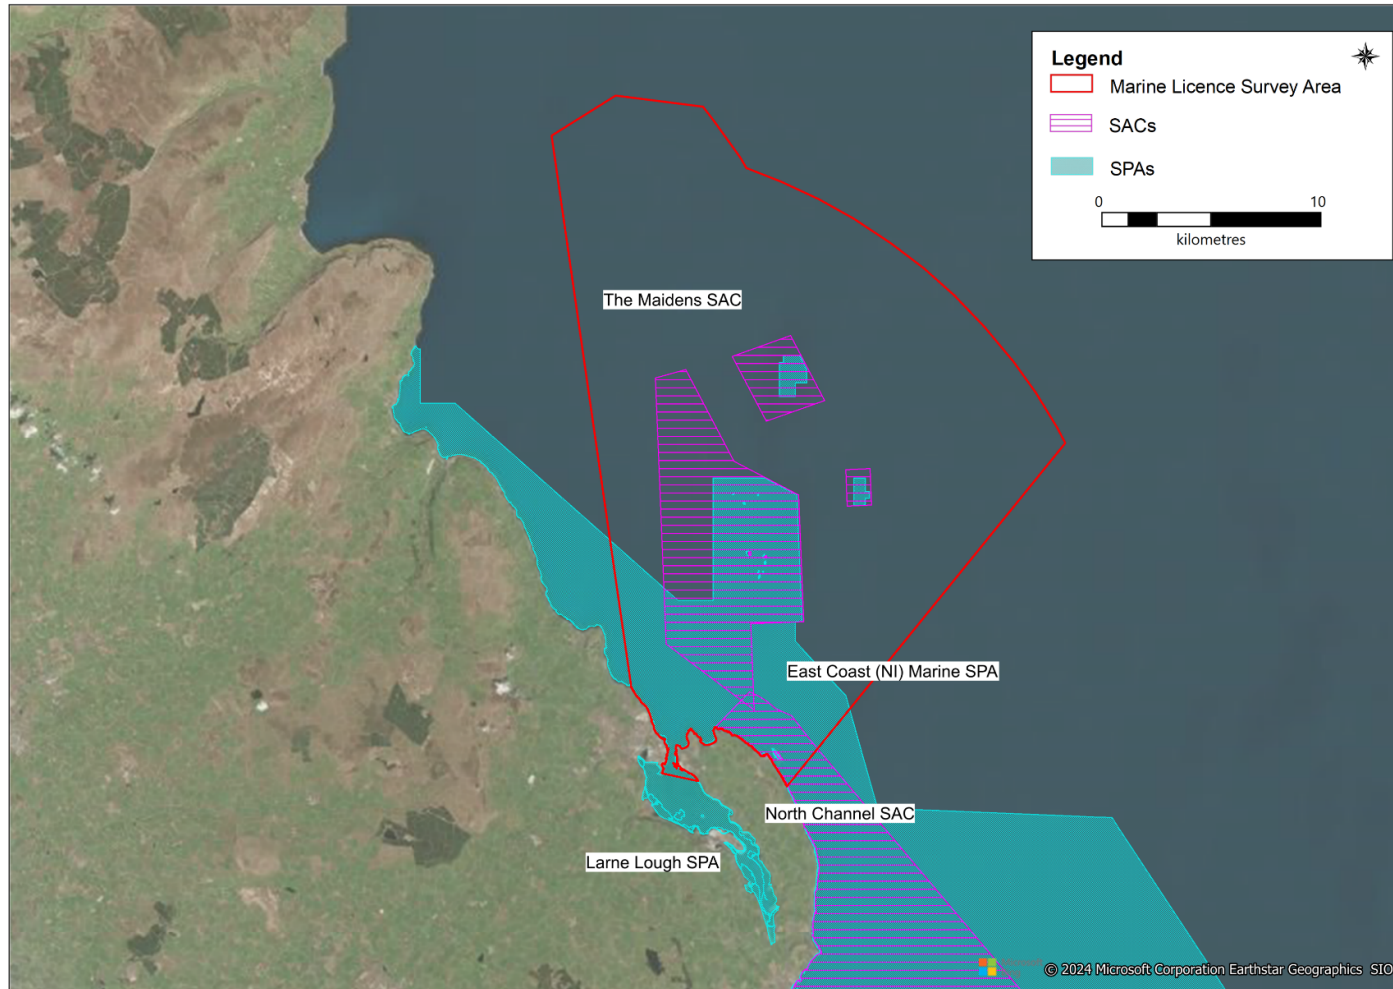 Legend
Marine Licence Survey Area
SACs
SPAs
0 10
kilometres
The Maidens SAC
East Coast (NI) Marine SPA
North Channel SAC
Larne Lough SPA
© 2024 Microsoft Corporation Earthstar Geographics SIO